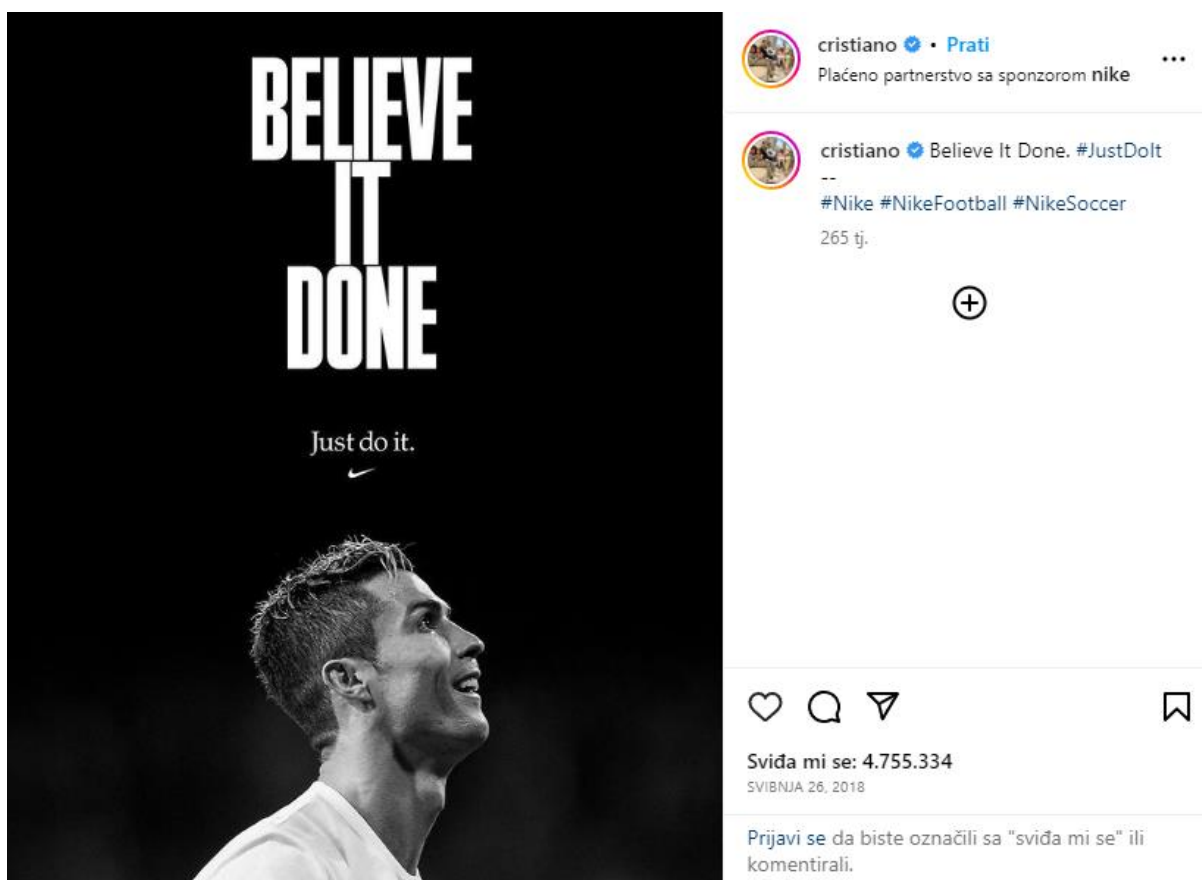 BELIEVE
IT
DONE
Just do it.
cristiano • Prati
Plaćeno partnerstvo sa sponzorom nike
cristiano Believe It Done. #JustDoIt
--
#Nike #NikeFootball #NikeSoccer
265 tj.
Sviđa mi se: 4.755.334
SVIBNJA 26, 2018
Prijavi se da biste označili sa "sviđa mi se" ili
komentirali.